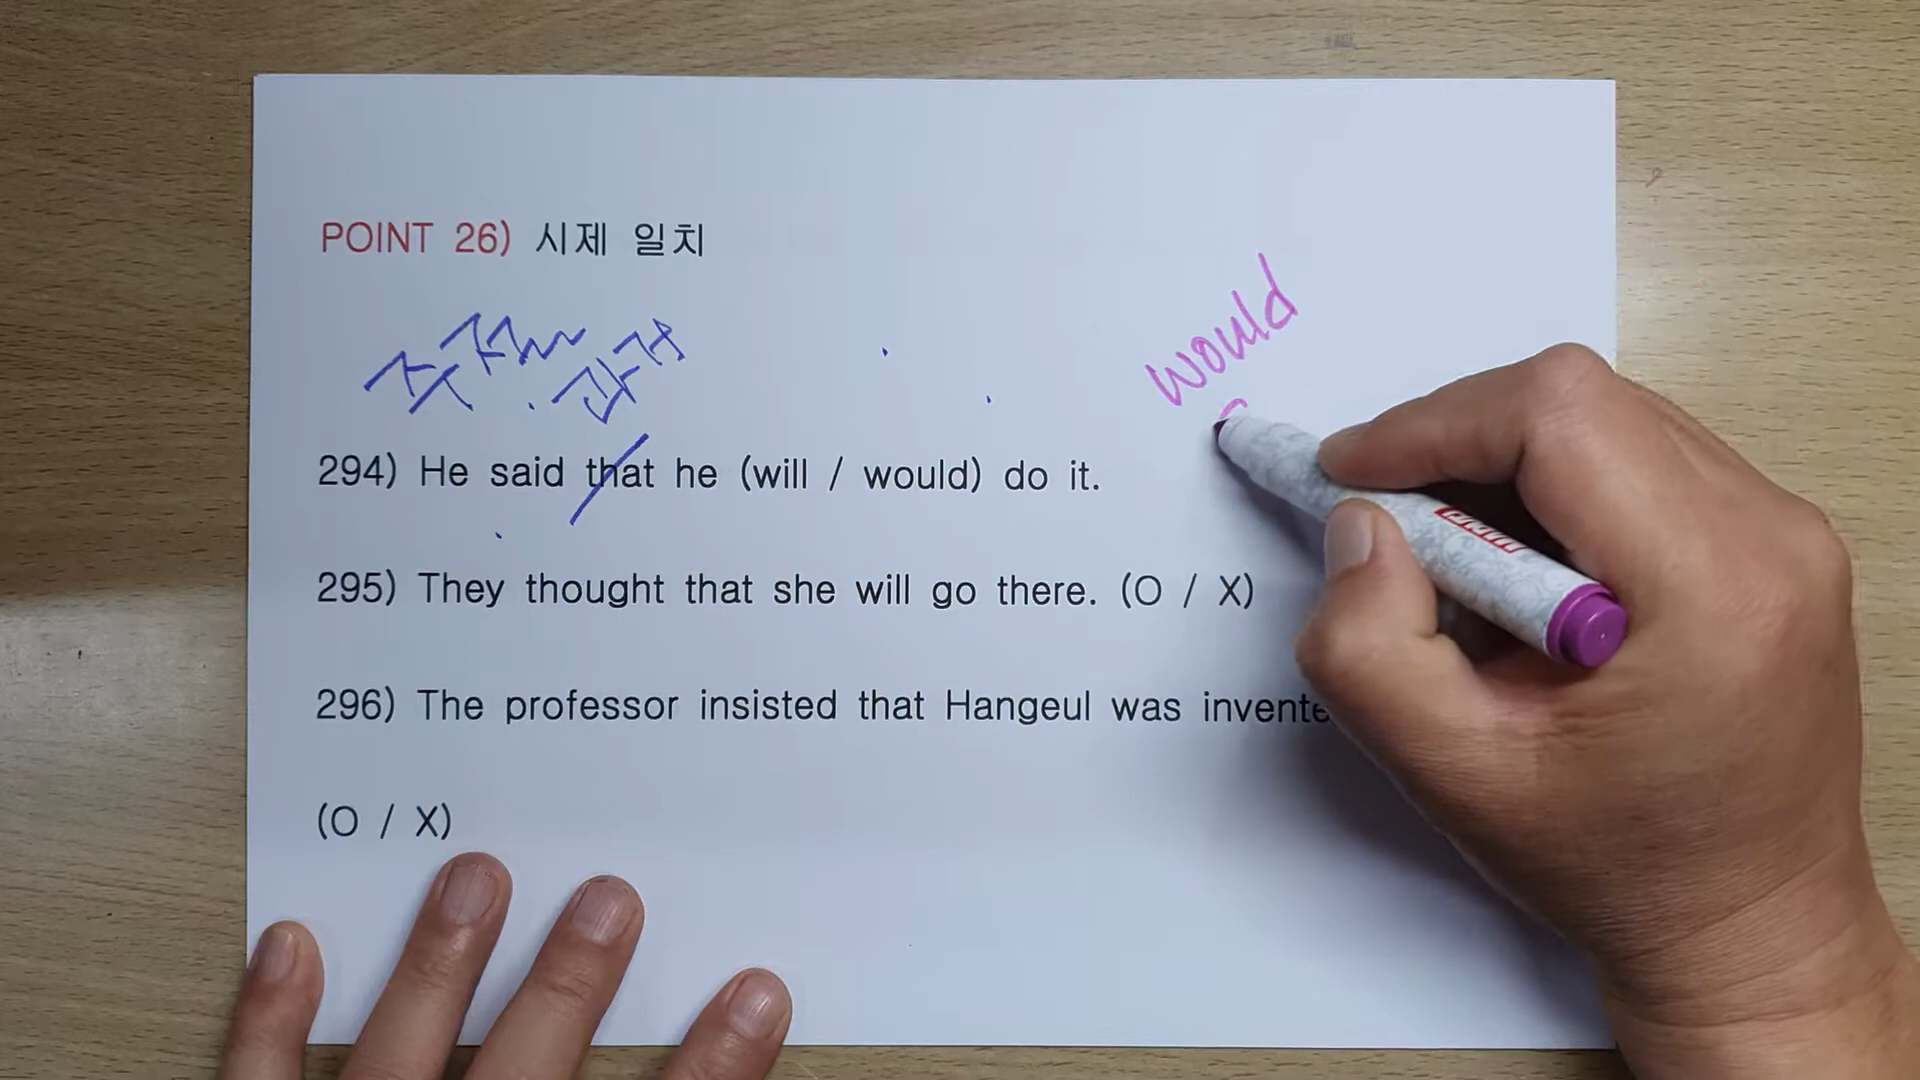 POINT 26) 시제 일치
would
주절
과거
294) He said that he (will / would) do it.
295) They thought that she will go there. (O / X)
296) The professor insisted that Hangeul was invente
(O / X)